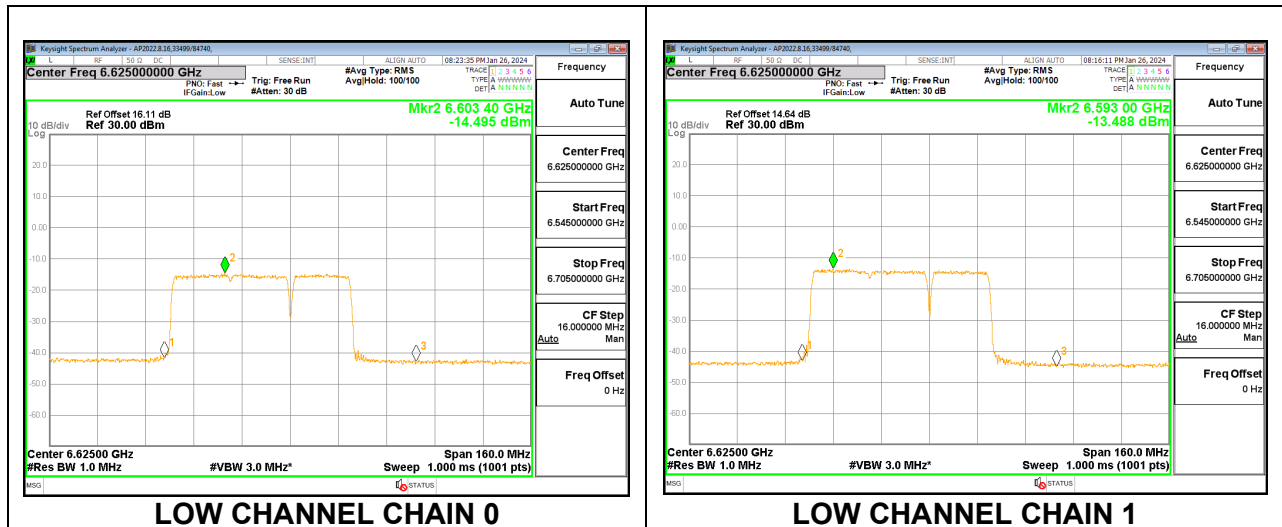 Keysight Spectrum Analyzer - AP2022.8.16,33499/84740,
LXI L RF 50 Ω DC SENSE:INT ALIGN AUTO 08:23:35 PM Jan 26, 2024
Center Freq 6.625000000 GHz
PNO: Fast
IFGain:Low
Trig: Free Run
#Atten: 30 dB
#Avg Type: RMS
Avg|Hold: 100/100
TRACE 1 2 3 4 5 6
TYPE A WWWWW
DET A N N N N N
Frequency
Auto Tune
Center Freq
6.625000000 GHz
Start Freq
6.545000000 GHz
Stop Freq
6.705000000 GHz
CF Step
16.000000 MHz
Auto Man
Freq Offset
0 Hz
Mkr2 6.603 40 GHz
-14.495 dBm
Ref Offset 16.11 dB
10 dB/div Ref 30.00 dBm
Log
20.0
10.0
0.00
-10.0
-20.0
-30.0
-40.0
-50.0
-60.0
2
1
3
Center 6.62500 GHz Span 160.0 MHz
#Res BW 1.0 MHz #VBW 3.0 MHz* Sweep 1.000 ms (1001 pts)
MSG STATUS
LOW CHANNEL CHAIN 0
Keysight Spectrum Analyzer - AP2022.8.16,33499/84740,
LXI L RF 50 Ω DC SENSE:INT ALIGN AUTO 08:16:11 PM Jan 26, 2024
Center Freq 6.625000000 GHz
PNO: Fast
IFGain:Low
Trig: Free Run
#Atten: 30 dB
#Avg Type: RMS
Avg|Hold: 100/100
TRACE 1 2 3 4 5 6
TYPE A WWWWW
DET A N N N N N
Frequency
Auto Tune
Center Freq
6.625000000 GHz
Start Freq
6.545000000 GHz
Stop Freq
6.705000000 GHz
CF Step
16.000000 MHz
Auto Man
Freq Offset
0 Hz
Mkr2 6.593 00 GHz
-13.488 dBm
Ref Offset 14.64 dB
10 dB/div Ref 30.00 dBm
Log
20.0
10.0
0.00
-10.0
-20.0
-30.0
-40.0
-50.0
-60.0
2
1
3
Center 6.62500 GHz Span 160.0 MHz
#Res BW 1.0 MHz #VBW 3.0 MHz* Sweep 1.000 ms (1001 pts)
MSG STATUS
LOW CHANNEL CHAIN 1